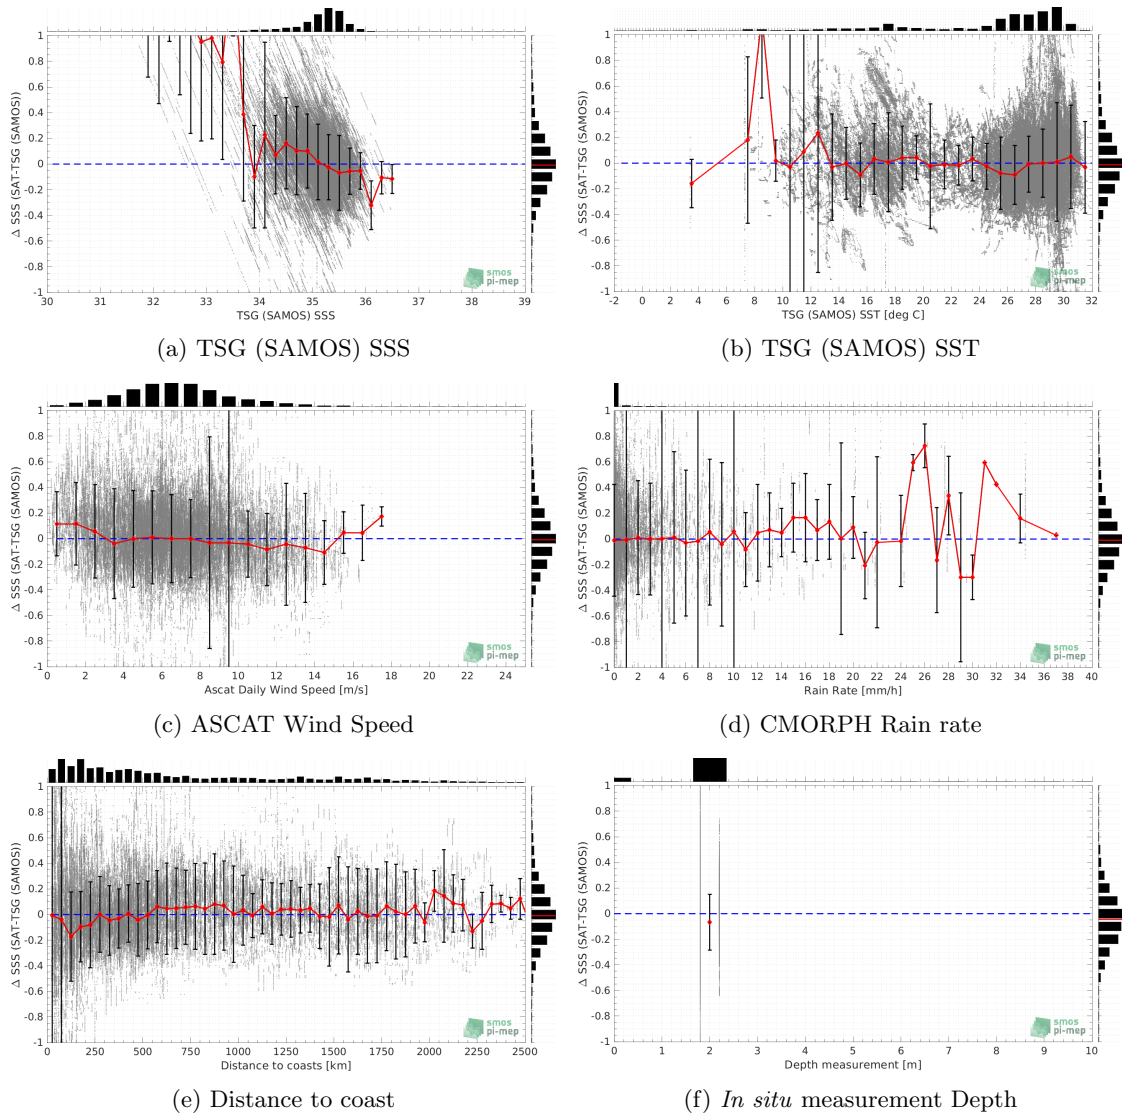 1
0.8
0.6
0.4
0.2
0
-0.2
-0.4
-0.6
-0.8
-1
Δ SSS (SAT-TSG (SAMOS))
30 31 32 33 34 35 36 37 38 39
TSG (SAMOS) SSS
smos
pi-mep
(a) TSG (SAMOS) SSS
1
0.8
0.6
0.4
0.2
0
-0.2
-0.4
-0.6
-0.8
-1
Δ SSS (SAT-TSG (SAMOS))
-2 0 2 4 6 8 10 12 14 16 18 20 22 24 26 28 30 32
TSG (SAMOS) SST [deg C]
smos
pi-mep
(b) TSG (SAMOS) SST
1
0.8
0.6
0.4
0.2
0
-0.2
-0.4
-0.6
-0.8
-1
Δ SSS (SAT-TSG (SAMOS))
0 2 4 6 8 10 12 14 16 18 20 22 24
Ascat Daily Wind Speed [m/s]
smos
pi-mep
(c) ASCAT Wind Speed
1
0.8
0.6
0.4
0.2
0
-0.2
-0.4
-0.6
-0.8
-1
Δ SSS (SAT-TSG (SAMOS))
0 2 4 6 8 10 12 14 16 18 20 22 24 26 28 30 32 34 36 38 40
Rain Rate [mm/h]
smos
pi-mep
(d) CMORPH Rain rate
1
0.8
0.6
0.4
0.2
0
-0.2
-0.4
-0.6
-0.8
-1
Δ SSS (SAT-TSG (SAMOS))
0 250 500 750 1000 1250 1500 1750 2000 2250 2500
Distance to coasts [km]
smos
pi-mep
(e) Distance to coast
1
0.8
0.6
0.4
0.2
0
-0.2
-0.4
-0.6
-0.8
-1
Δ SSS (SAT-TSG (SAMOS))
0 1 2 3 4 5 6 7 8 9 10
Depth measurement [m]
smos
pi-mep
(f) In situ measurement Depth